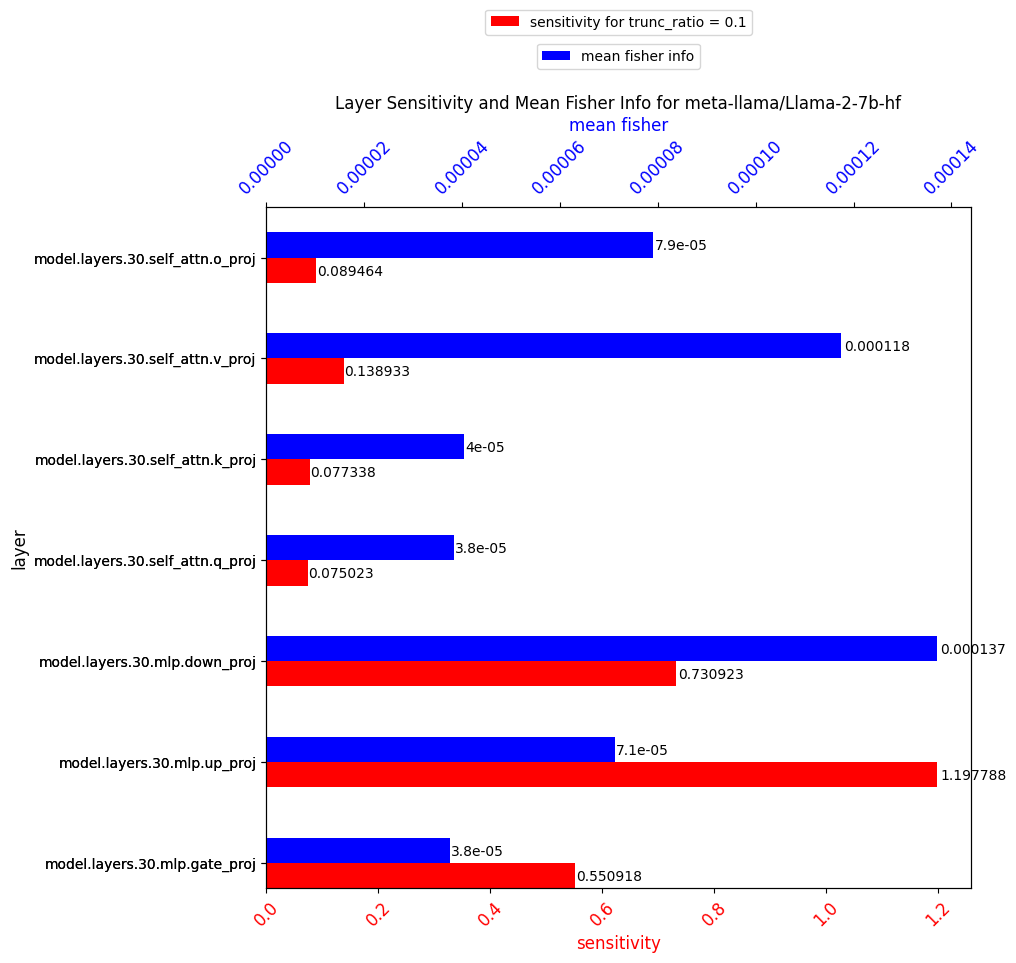 sensitivity for trunc_ratio = 0.1
mean fisher info
Layer Sensitivity and Mean Fisher Info for meta-llama/Llama-2-7b-hf
mean fisher
0.00000 0.00002 0.00004 0.00006 0.00008 0.00010 0.00012 0.00014
model.layers.30.self_attn.o_proj
7.9e-05
0.089464
model.layers.30.self_attn.v_proj
0.000118
0.138933
model.layers.30.self_attn.k_proj
4e-05
0.077338
model.layers.30.self_attn.q_proj
3.8e-05
0.075023
model.layers.30.mlp.down_proj
0.000137
0.730923
model.layers.30.mlp.up_proj
7.1e-05
1.197788
model.layers.30.mlp.gate_proj
3.8e-05
0.550918
layer
0.0 0.2 0.4 0.6 0.8 1.0 1.2
sensitivity